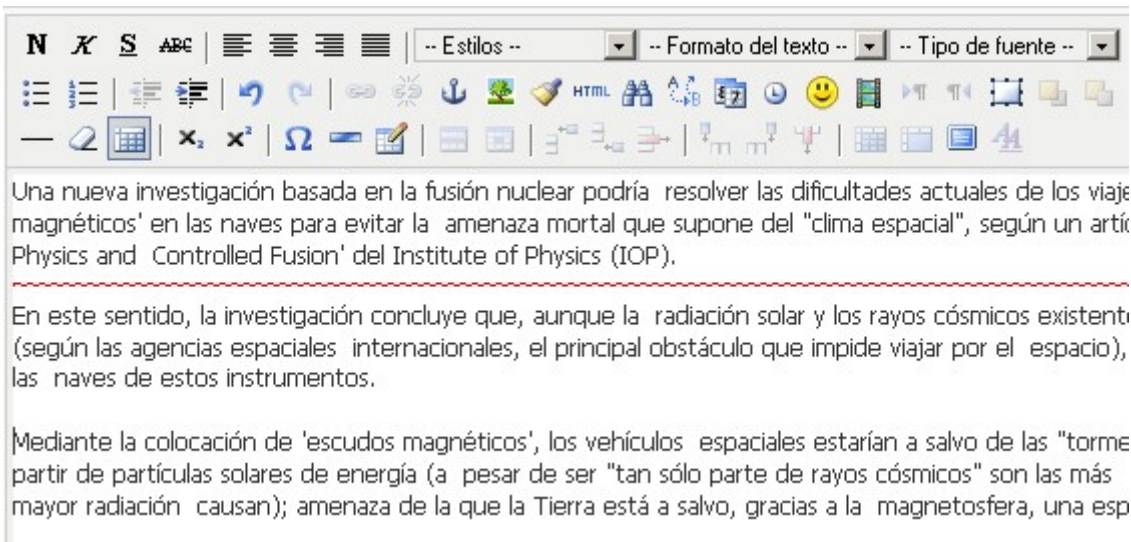 N K S ABC -- Estilos -- -- Formato del texto -- -- Tipo de fuente --
HTML
Una nueva investigación basada en la fusión nuclear podría resolver las dificultades actuales de los viaje
magnéticos' en las naves para evitar la amenaza mortal que supone del "clima espacial", según un artíc
Physics and Controlled Fusion' del Institute of Physics (IOP).
En este sentido, la investigación concluye que, aunque la radiación solar y los rayos cósmicos existente
(según las agencias espaciales internacionales, el principal obstáculo que impide viajar por el espacio),
las naves de estos instrumentos.
Mediante la colocación de 'escudos magnéticos', los vehículos espaciales estarían a salvo de las "torme
partir de partículas solares de energía (a pesar de ser "tan sólo parte de rayos cósmicos" son las más
mayor radiación causan); amenaza de la que la Tierra está a salvo, gracias a la magnetosfera, una esp